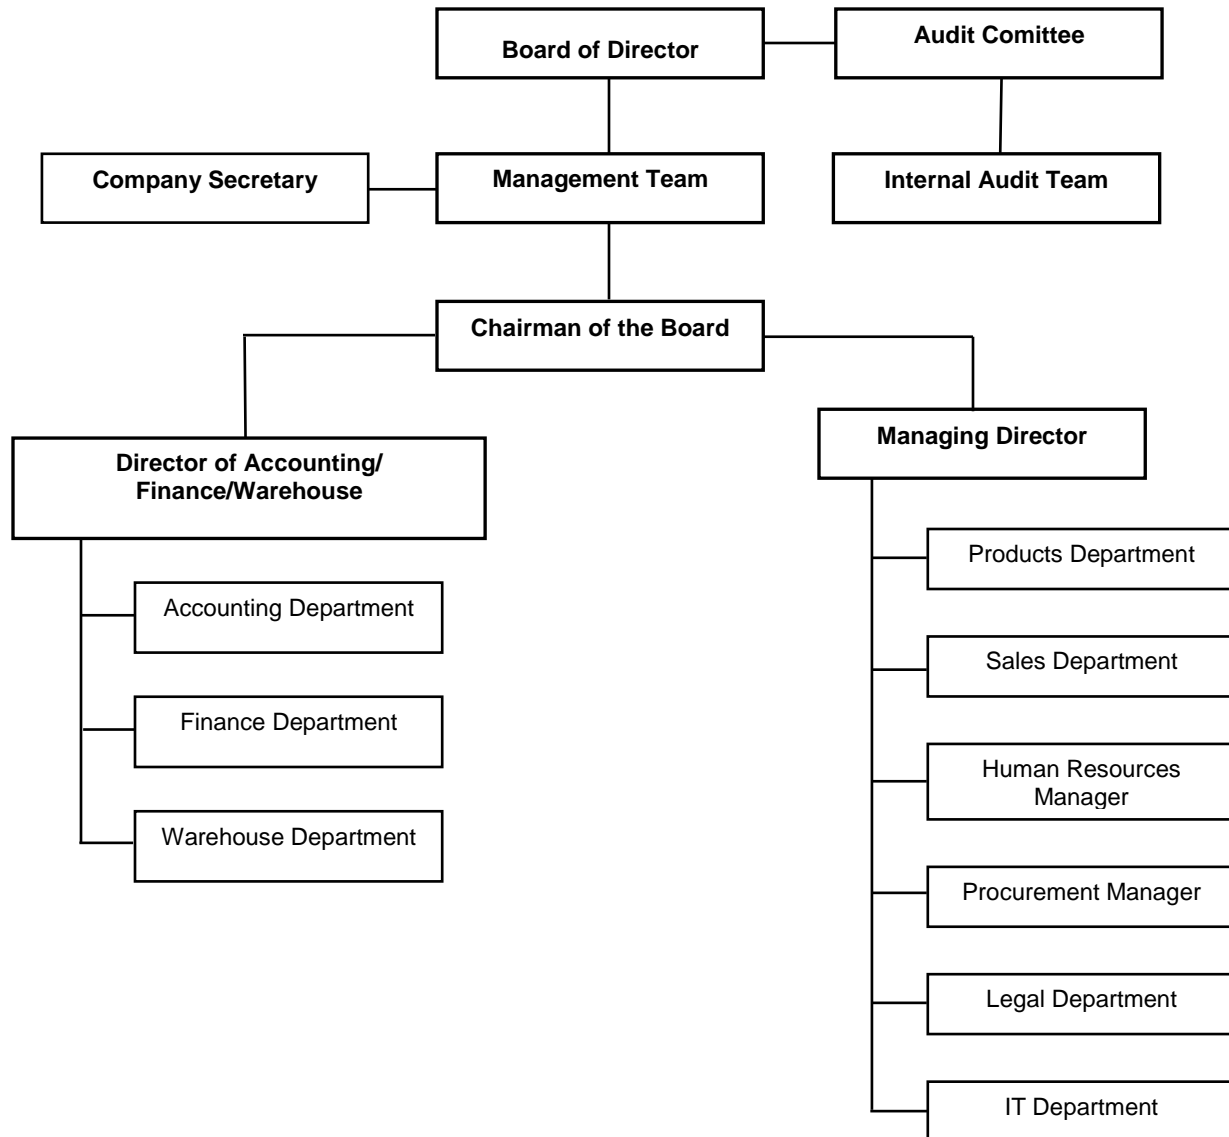 Board of Director
Audit Comittee
Company Secretary
Management Team
Internal Audit Team
Chairman of the Board
Managing Director
Director of Accounting/
Finance/Warehouse
Products Department
Accounting Department
Sales Department
Finance Department
Human Resources
Manager
Warehouse Department
Procurement Manager
Legal Department
IT Department